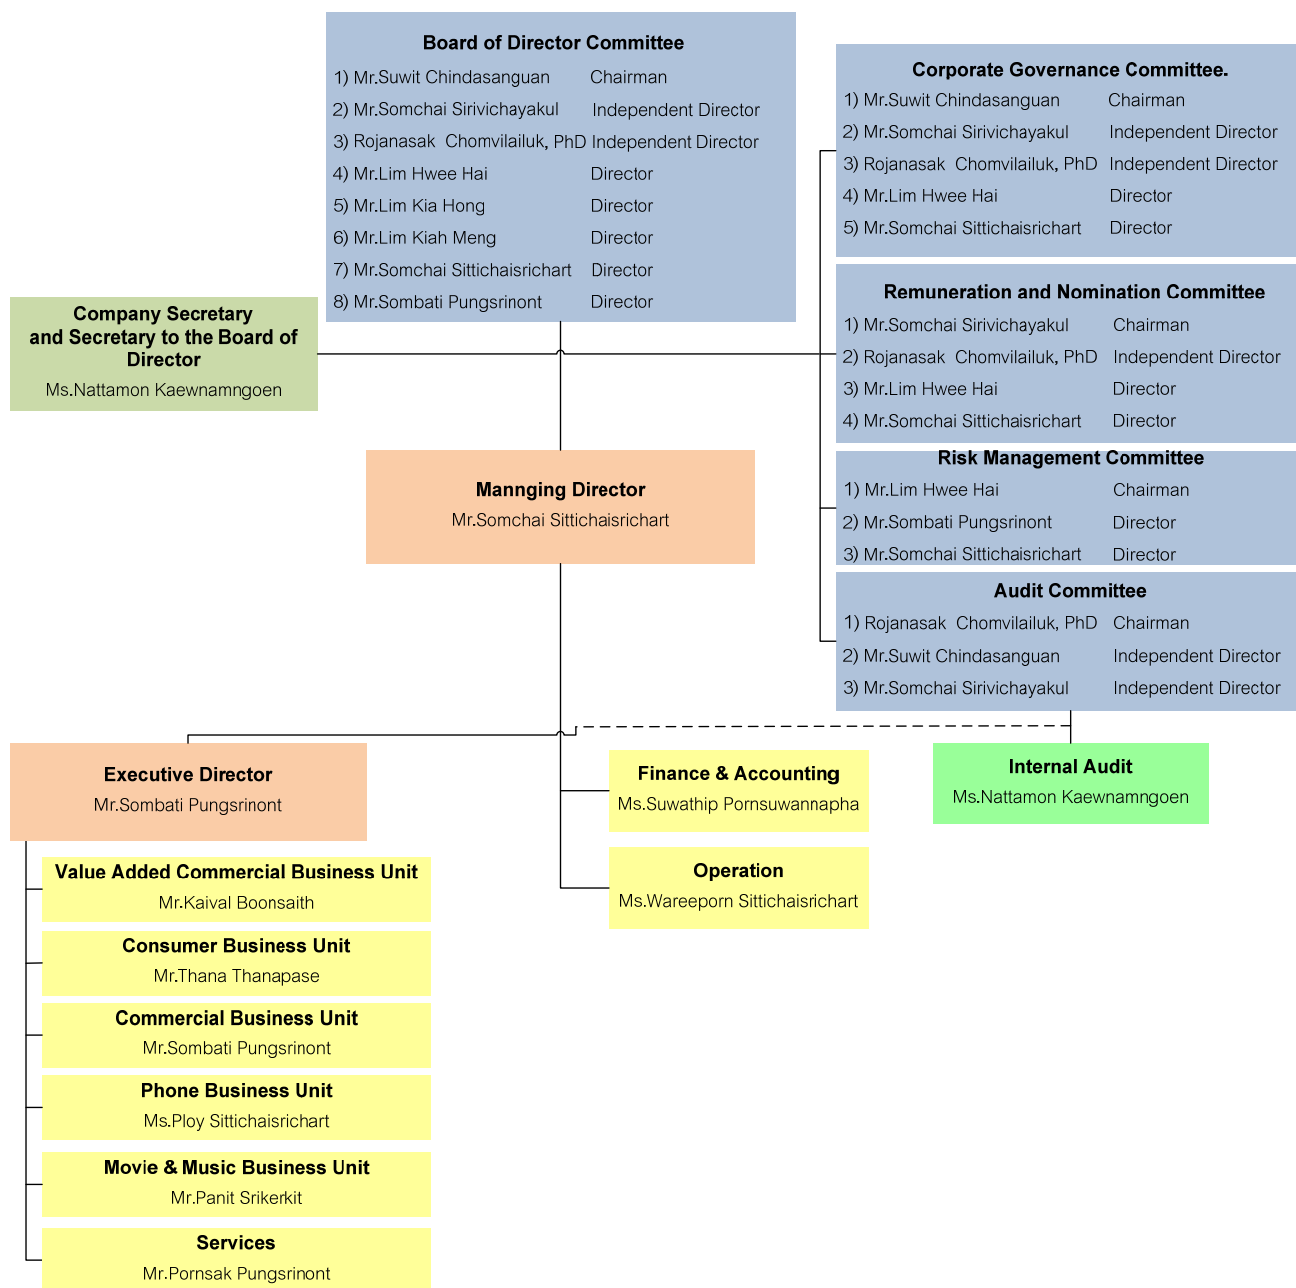 Board of Director Committee
1) Mr.Suwit Chindasanguan Chairman
2) Mr.Somchai Sirivichayakul Independent Director
3) Rojanasak Chomvilailuk, PhD Independent Director
4) Mr.Lim Hwee Hai Director
5) Mr.Lim Kia Hong Director
6) Mr.Lim Kiah Meng Director
7) Mr.Somchai Sittichaisrichart Director
8) Mr.Sombati Pungsrinont Director
Corporate Governance Committee.
1) Mr.Suwit Chindasanguan Chairman
2) Mr.Somchai Sirivichayakul Independent Director
3) Rojanasak Chomvilailuk, PhD Independent Director
4) Mr.Lim Hwee Hai Director
5) Mr.Somchai Sittichaisrichart Director
Company Secretary
and Secretary to the Board of
Director
Ms.Nattamon Kaewnamngoen
Remuneration and Nomination Committee
1) Mr.Somchai Sirivichayakul Chairman
2) Rojanasak Chomvilailuk, PhD Independent Director
3) Mr.Lim Hwee Hai Director
4) Mr.Somchai Sittichaisrichart Director
Mannging Director
Mr.Somchai Sittichaisrichart
Risk Management Committee
1) Mr.Lim Hwee Hai Chairman
2) Mr.Sombati Pungsrinont Director
3) Mr.Somchai Sittichaisrichart Director
Audit Committee
1) Rojanasak Chomvilailuk, PhD Chairman
2) Mr.Suwit Chindasanguan Independent Director
3) Mr.Somchai Sirivichayakul Independent Director
Executive Director
Mr.Sombati Pungsrinont
Finance & Accounting
Ms.Suwathip Pornsuwannapha
Internal Audit
Ms.Nattamon Kaewnamngoen
Operation
Ms.Wareeporn Sittichaisrichart
Value Added Commercial Business Unit
Mr.Kaival Boonsaith
Consumer Business Unit
Mr.Thana Thanapase
Commercial Business Unit
Mr.Sombati Pungsrinont
Phone Business Unit
Ms.Ploy Sittichaisrichart
Movie & Music Business Unit
Mr.Panit Srikerkit
Services
Mr.Pornsak Pungsrinont